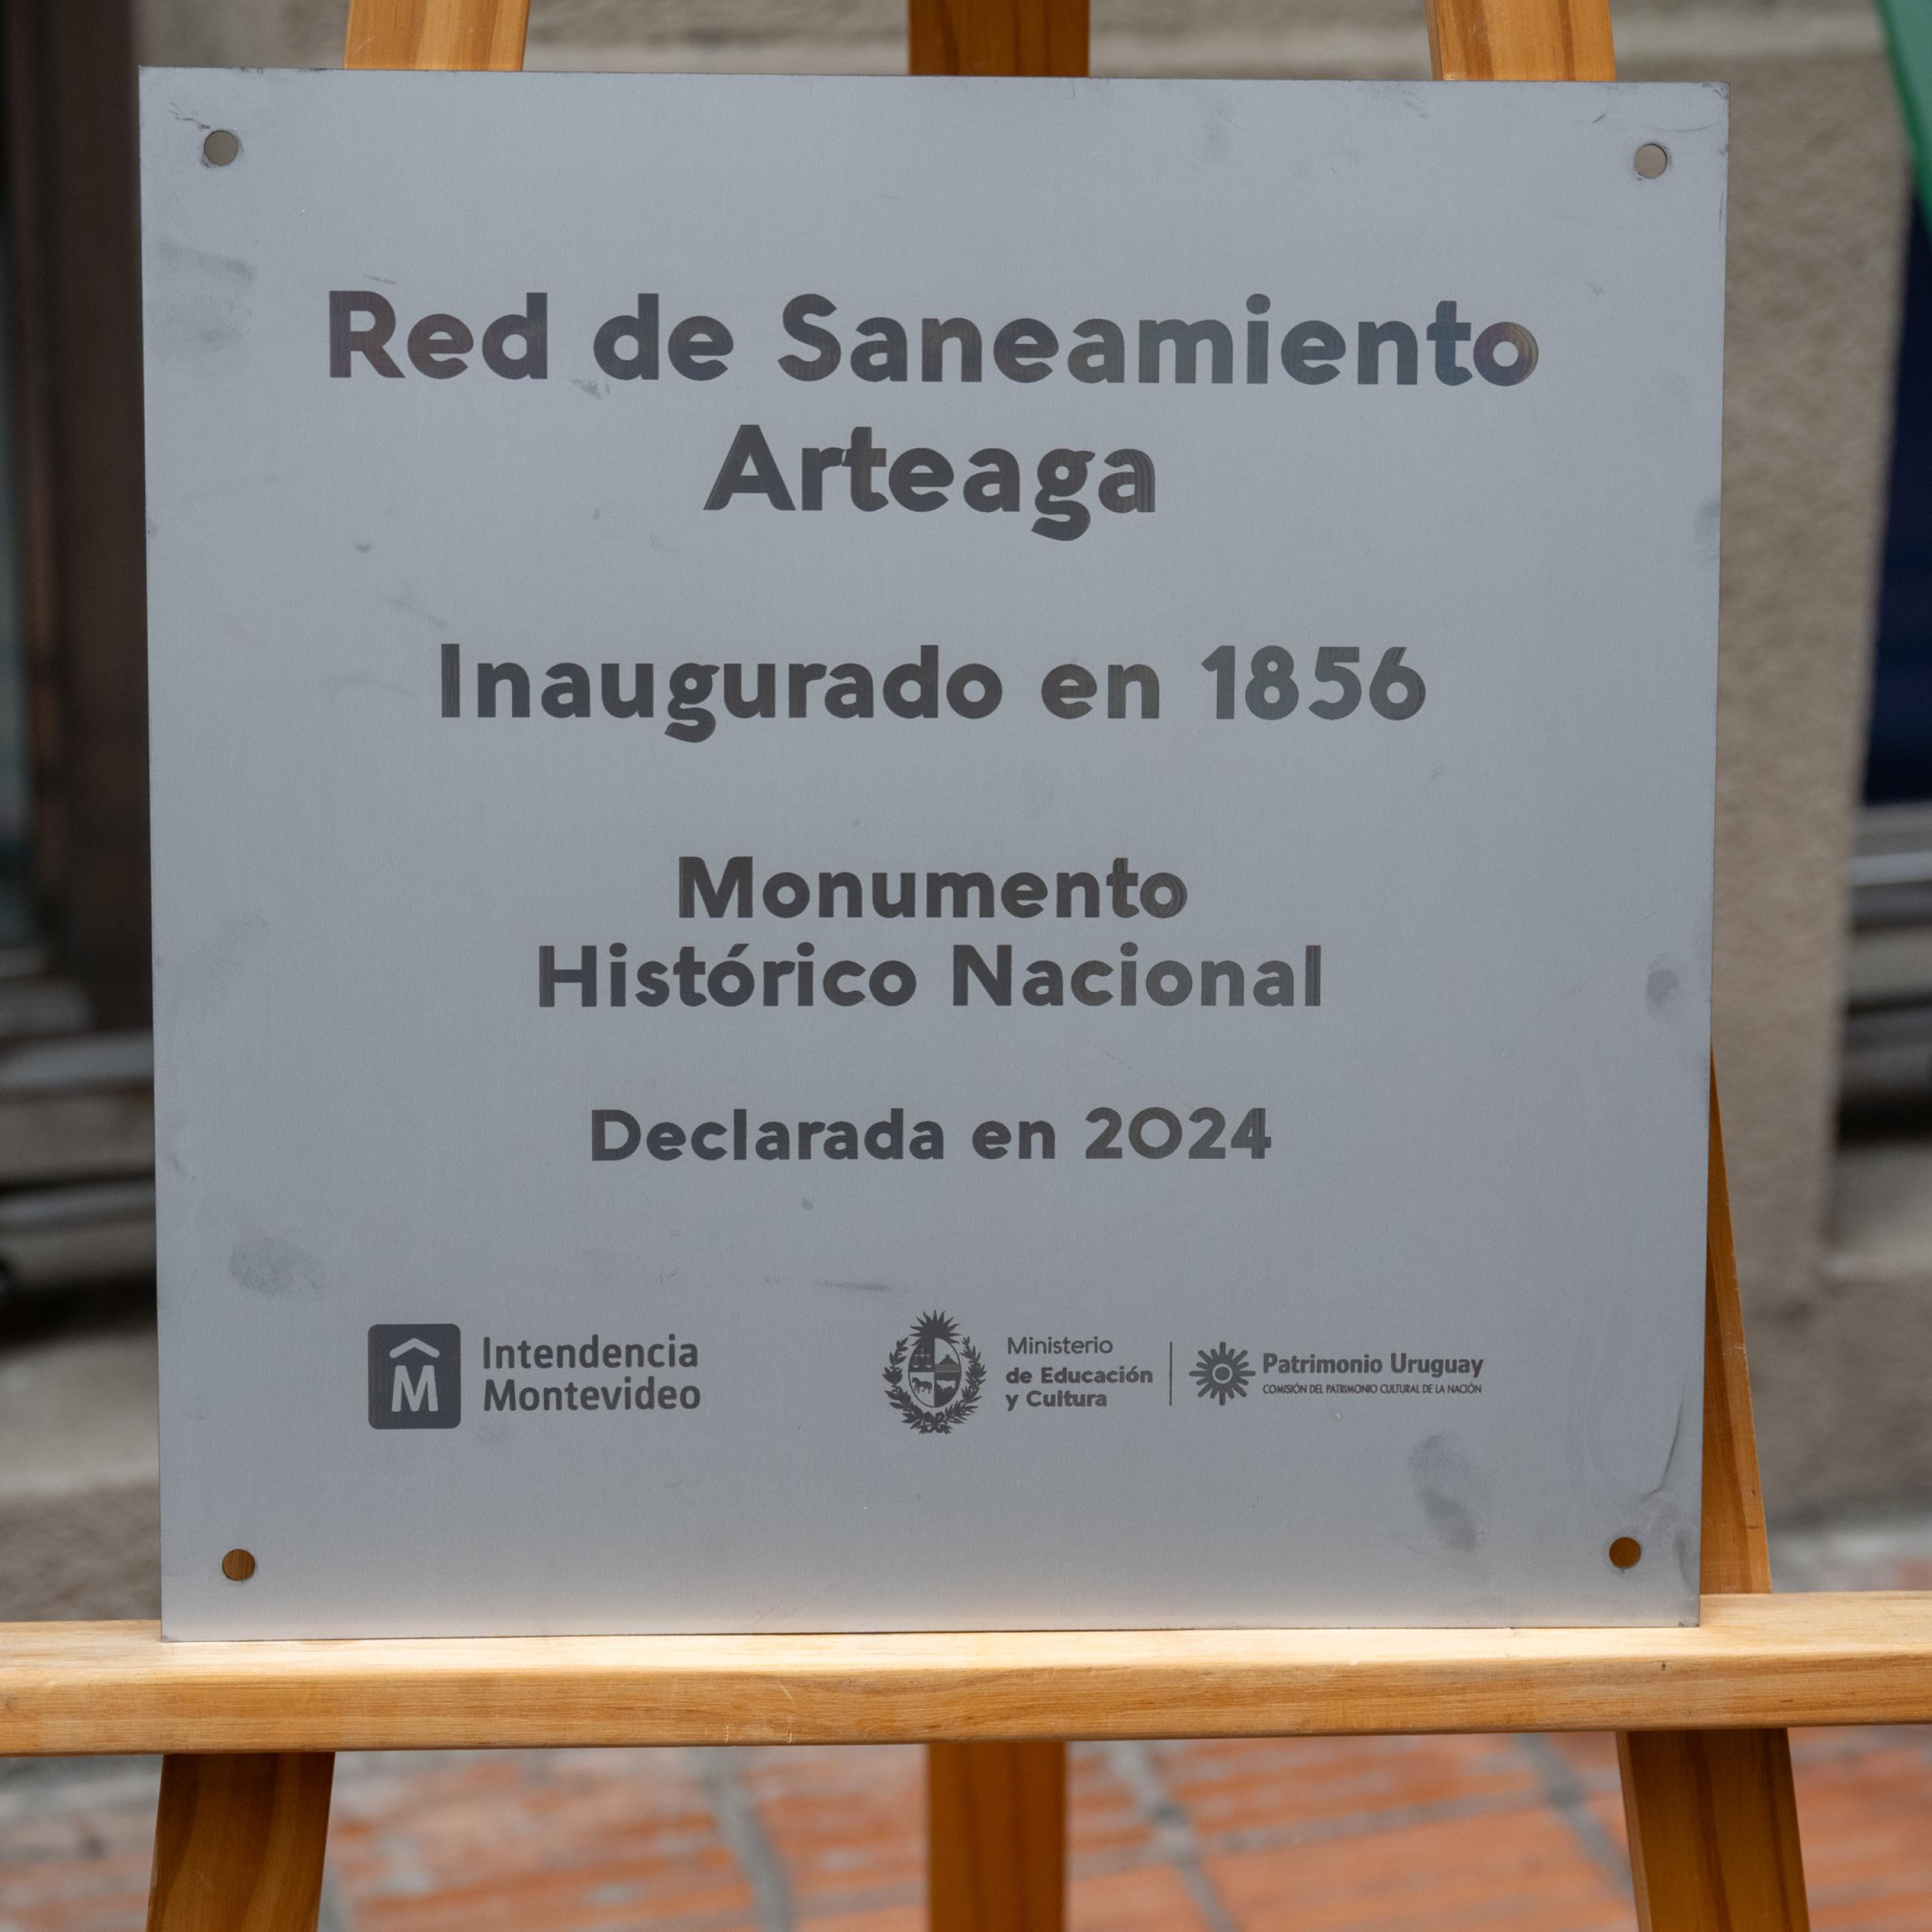 Red de Saneamiento
Arteaga
Inaugurado en 1856
Monumento
Histórico Nacional
Declarada en 2024
M
Intendencia
Montevideo
Ministerio
de Educación
y Cultura
Patrimonio Uruguay
COMISIÓN DEL PATRIMONIO CULTURAL DE LA NACIÓN